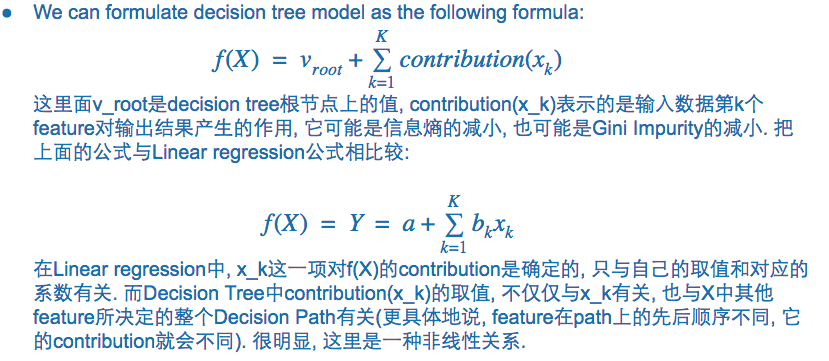 • We can formulate decision tree model as the following formula:
f(X) = v_root + ∑_{k=1}^{K} contribution(x_k)
这里面v_root是decision tree根节点上的值, contribution(x_k)表示的是输入数据第k个
feature对输出结果产生的作用, 它可能是信息熵的减小, 也可能是Gini Impurity的减小. 把
上面的公式与Linear regression公式相比较:
f(X) = Y = a + ∑_{k=1}^{K} b_k x_k
在Linear regression中, x_k这一项对f(X)的contribution是确定的, 只与自己的取值和对应的
系数有关. 而Decision Tree中contribution(x_k)的取值, 不仅仅与x_k有关, 也与X中其他
feature所决定的整个Decision Path有关(更具体地说, feature在path上的先后顺序不同, 它
的contribution就会不同). 很明显, 这里是一种非线性关系.